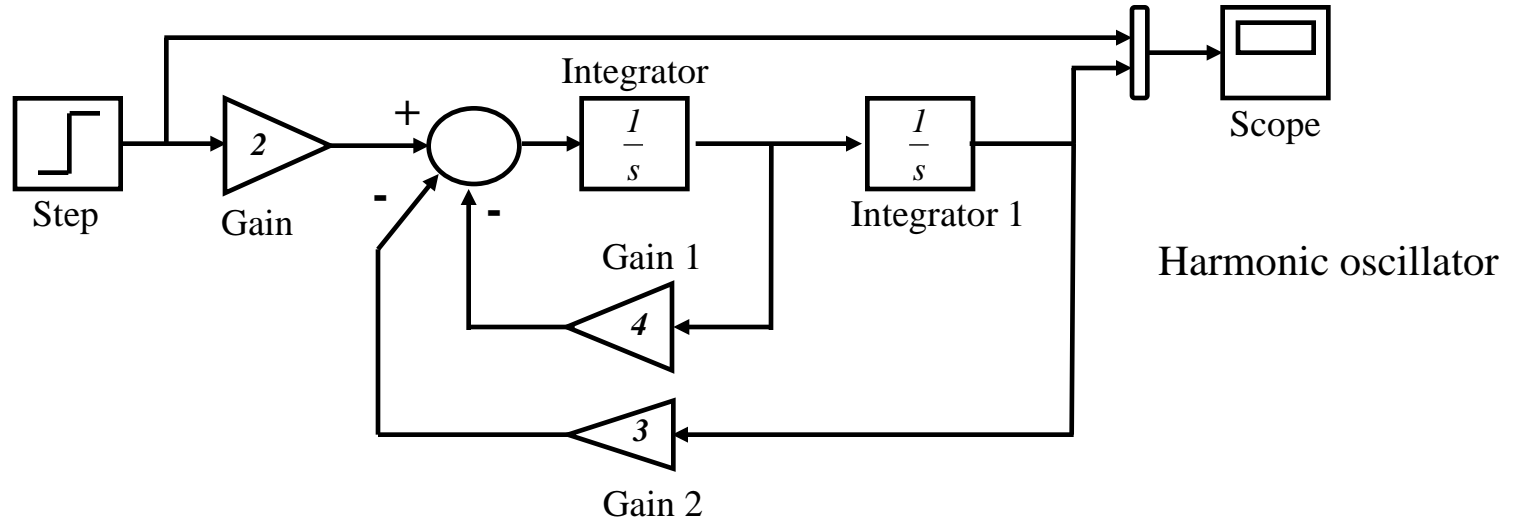 Integrator
+
2
1
s
1
s
Scope
Step
Gain
-
-
Integrator 1
Gain 1
Harmonic oscillator
4
3
Gain 2